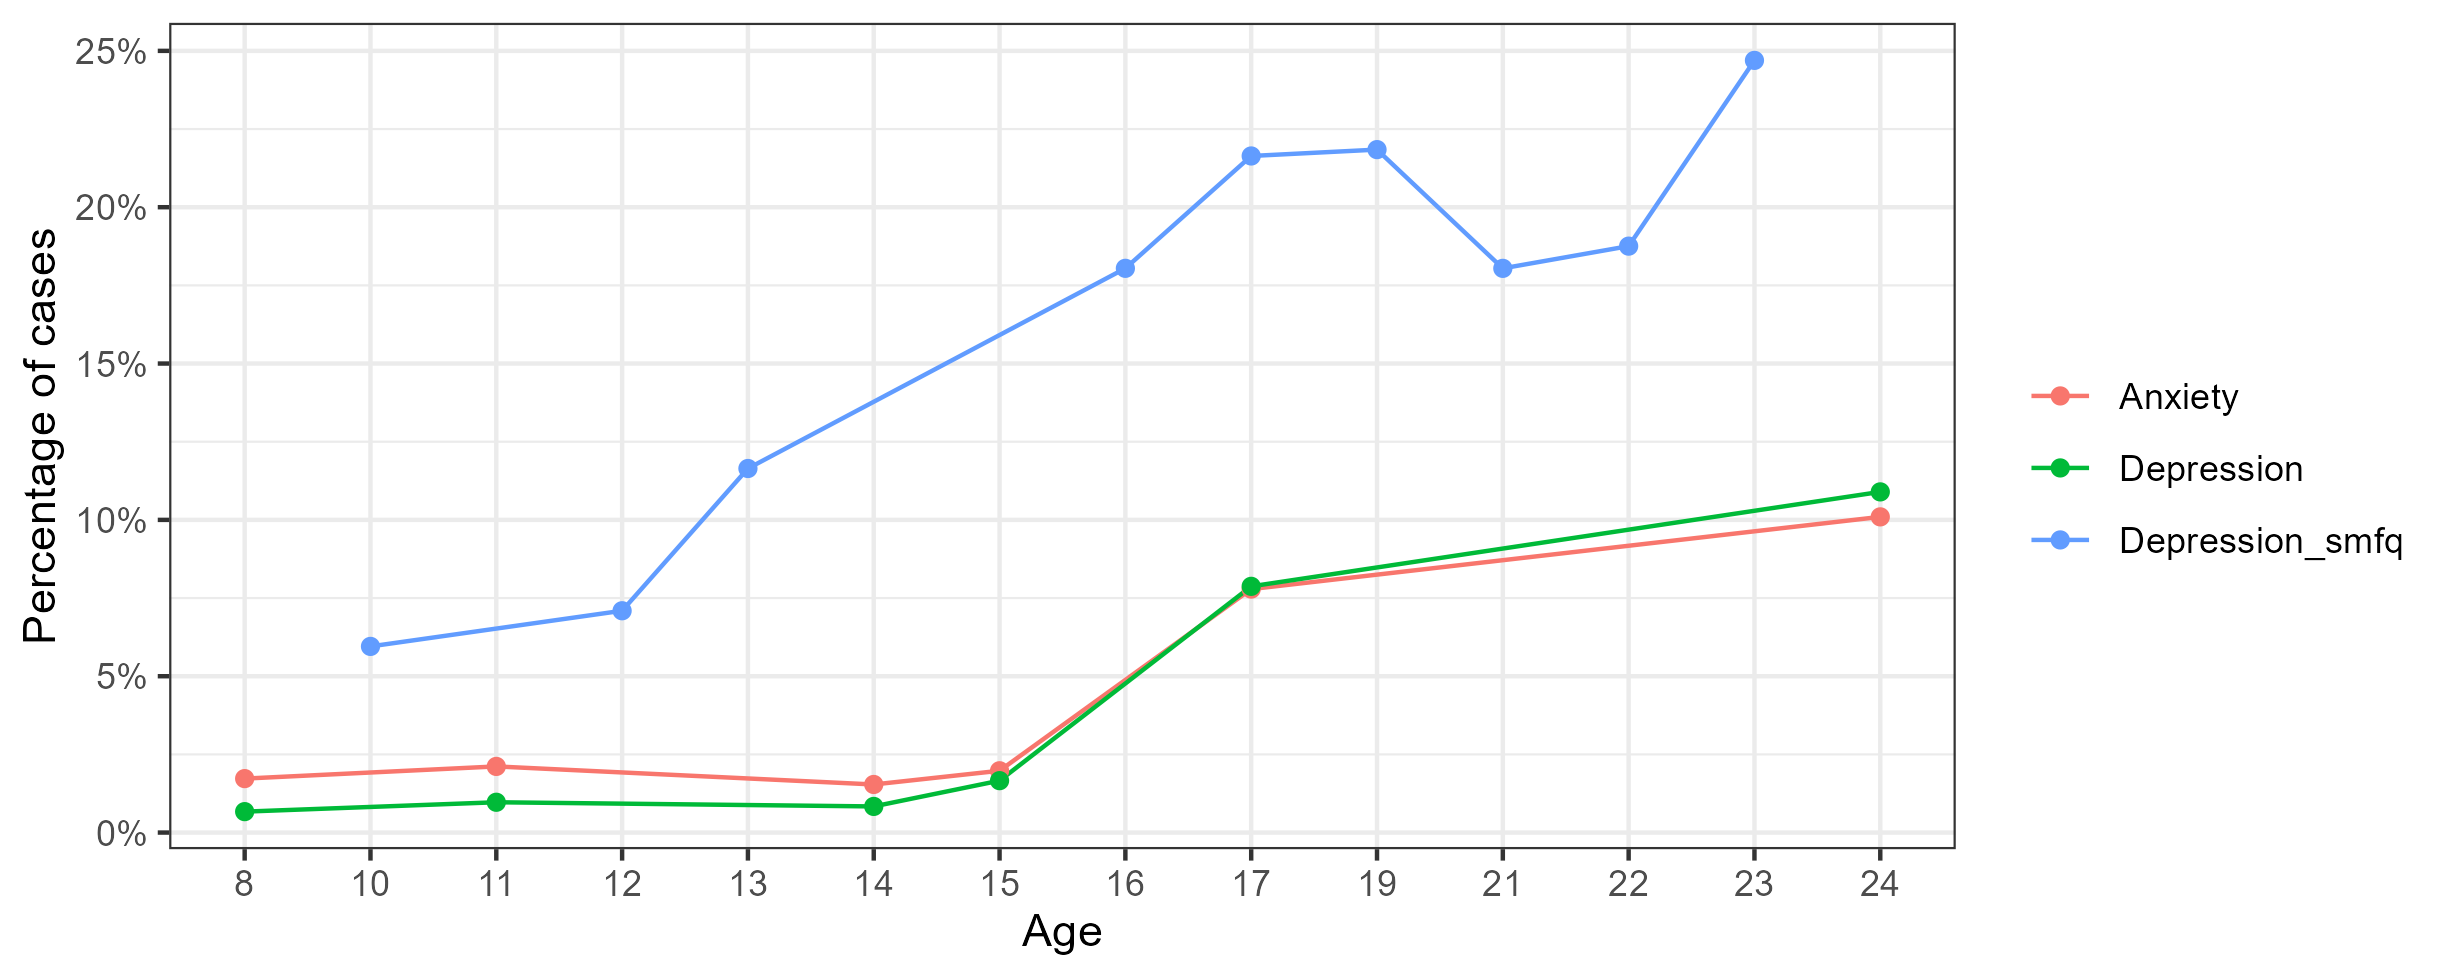 Percentage of cases
25%
20%
15%
10%
5%
0%
8 10 11 12 13 14 15 16 17 19 21 22 23 24
Age
Anxiety
Depression
Depression_smfq